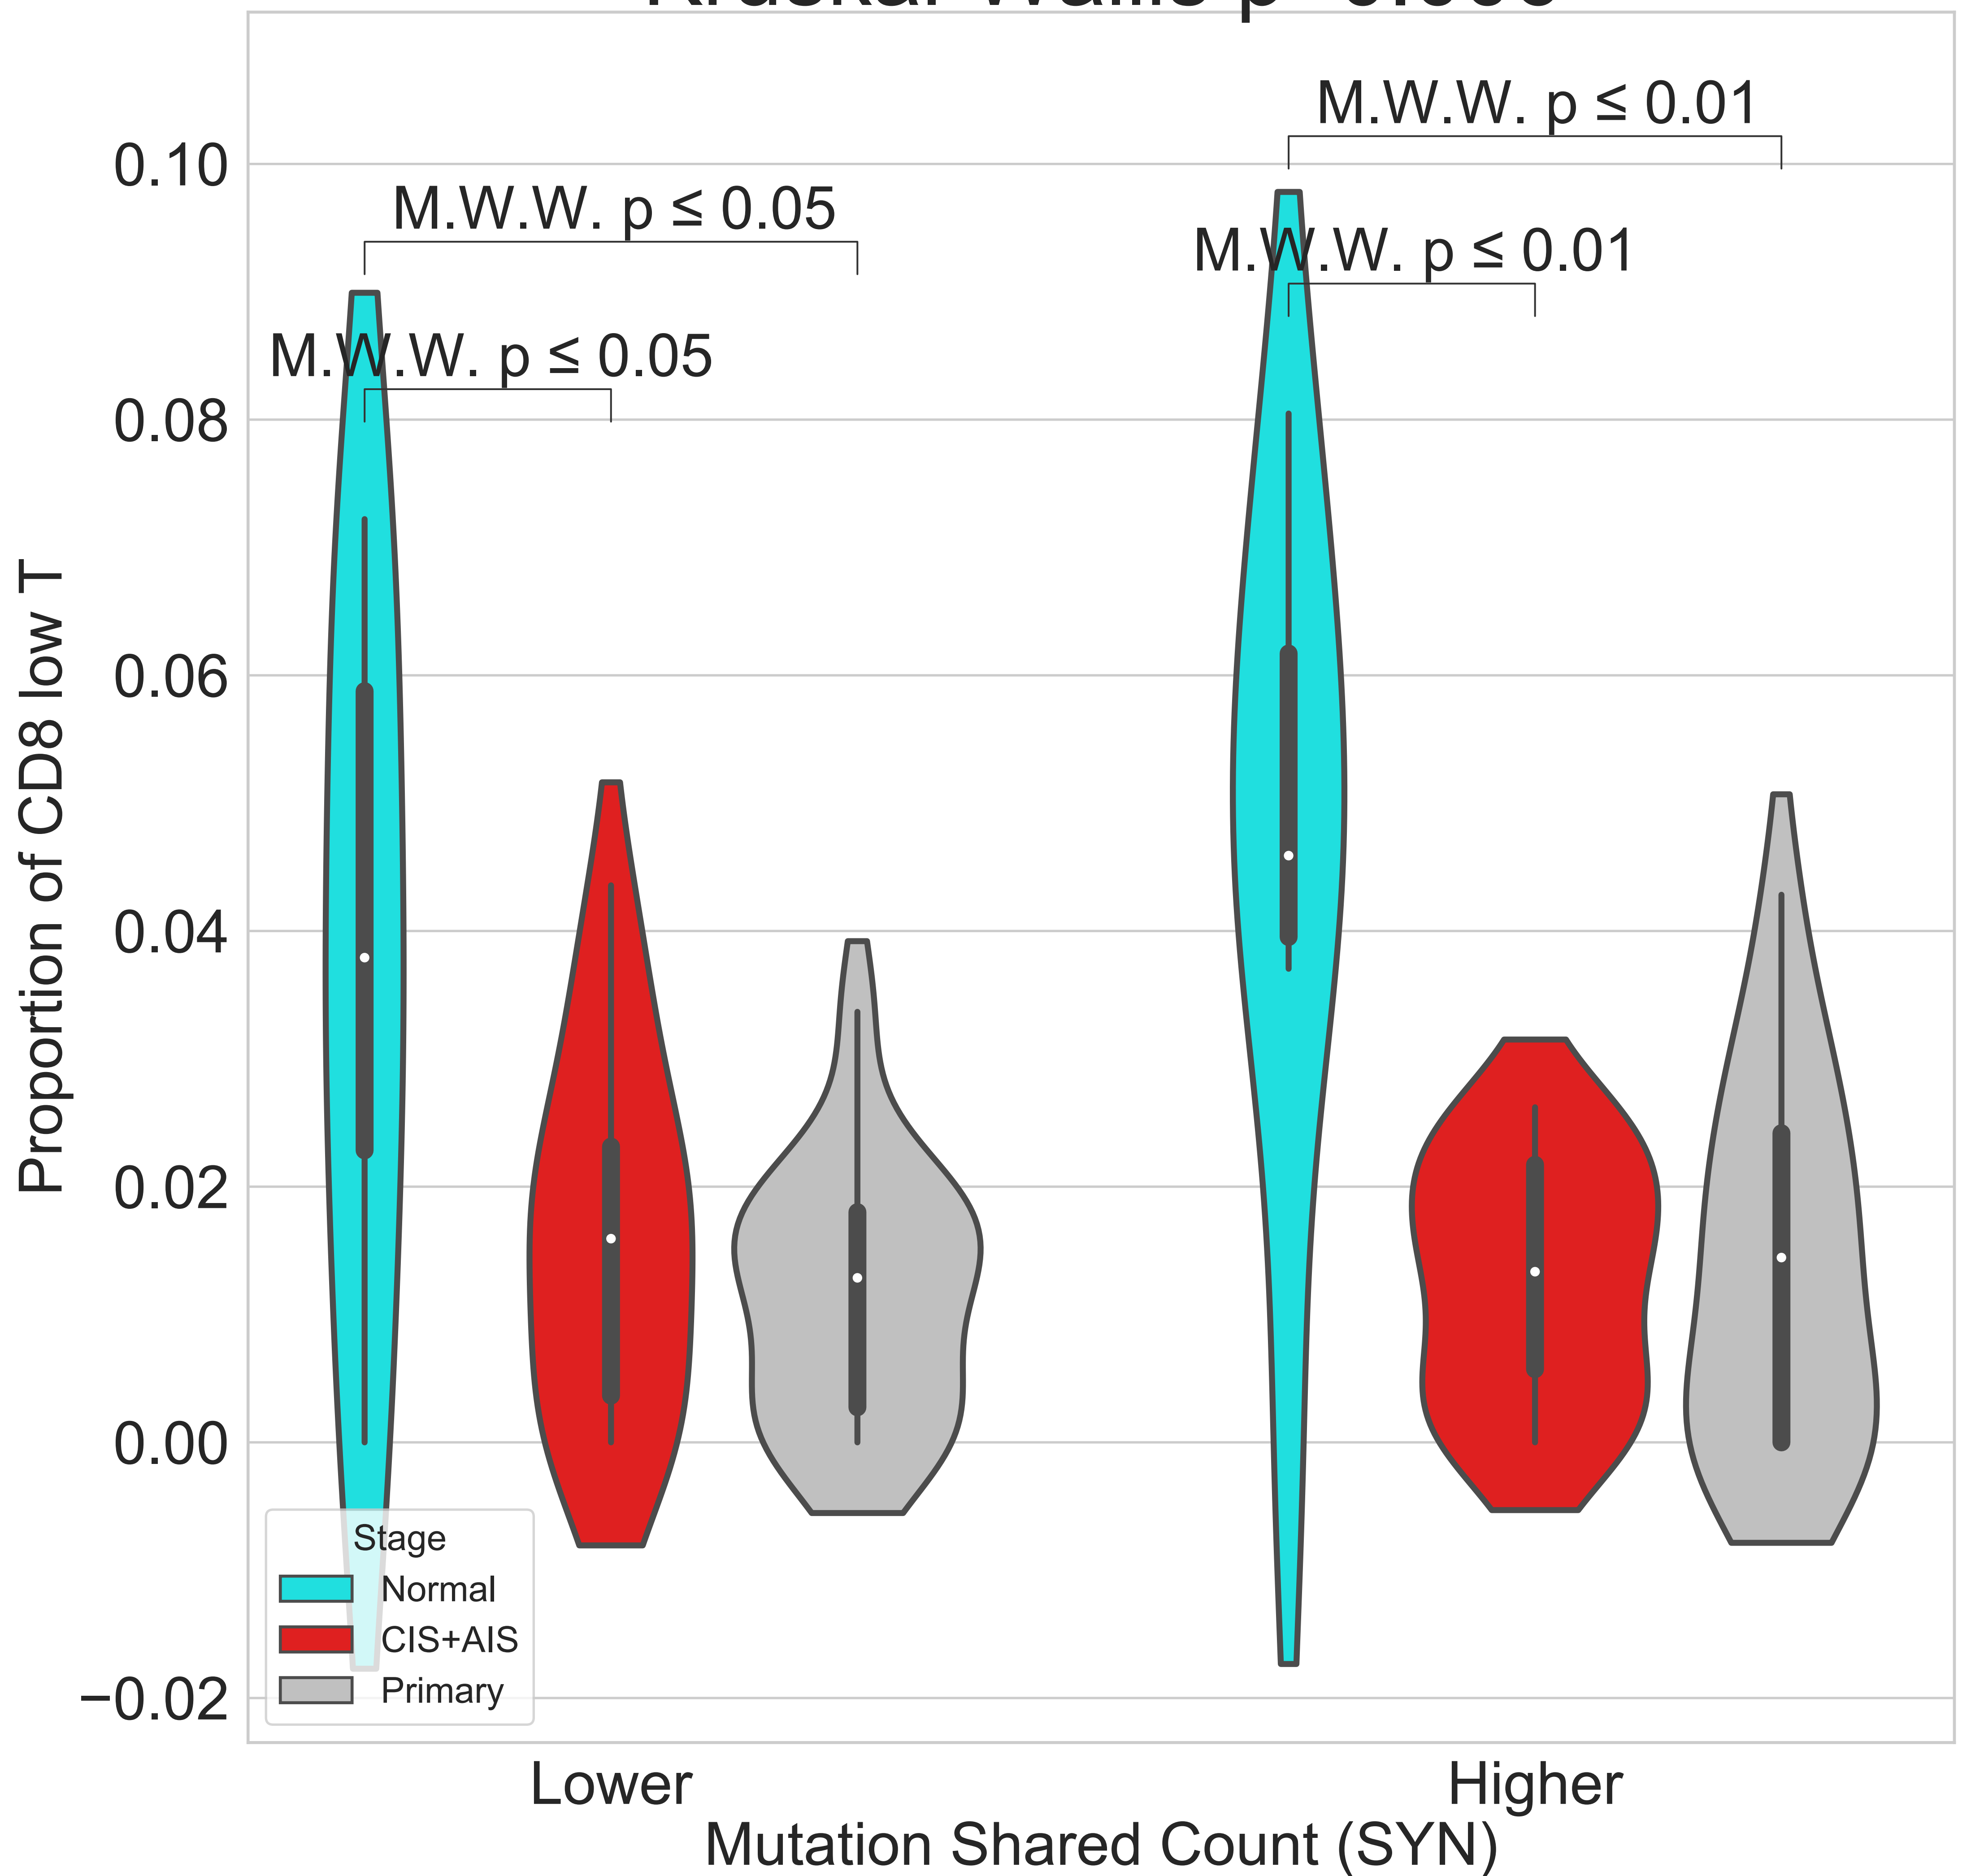 M.W.W. p ≤ 0.01
0.10
M.W.W. p ≤ 0.05
M.W.W. p ≤ 0.01
M.W.W. p ≤ 0.05
0.08
0.06
0.04
0.02
0.00
−0.02
Proportion of CD8 low T
Stage
Normal
CIS+AIS
Primary
Lower
Higher
Mutation Shared Count (SYN)